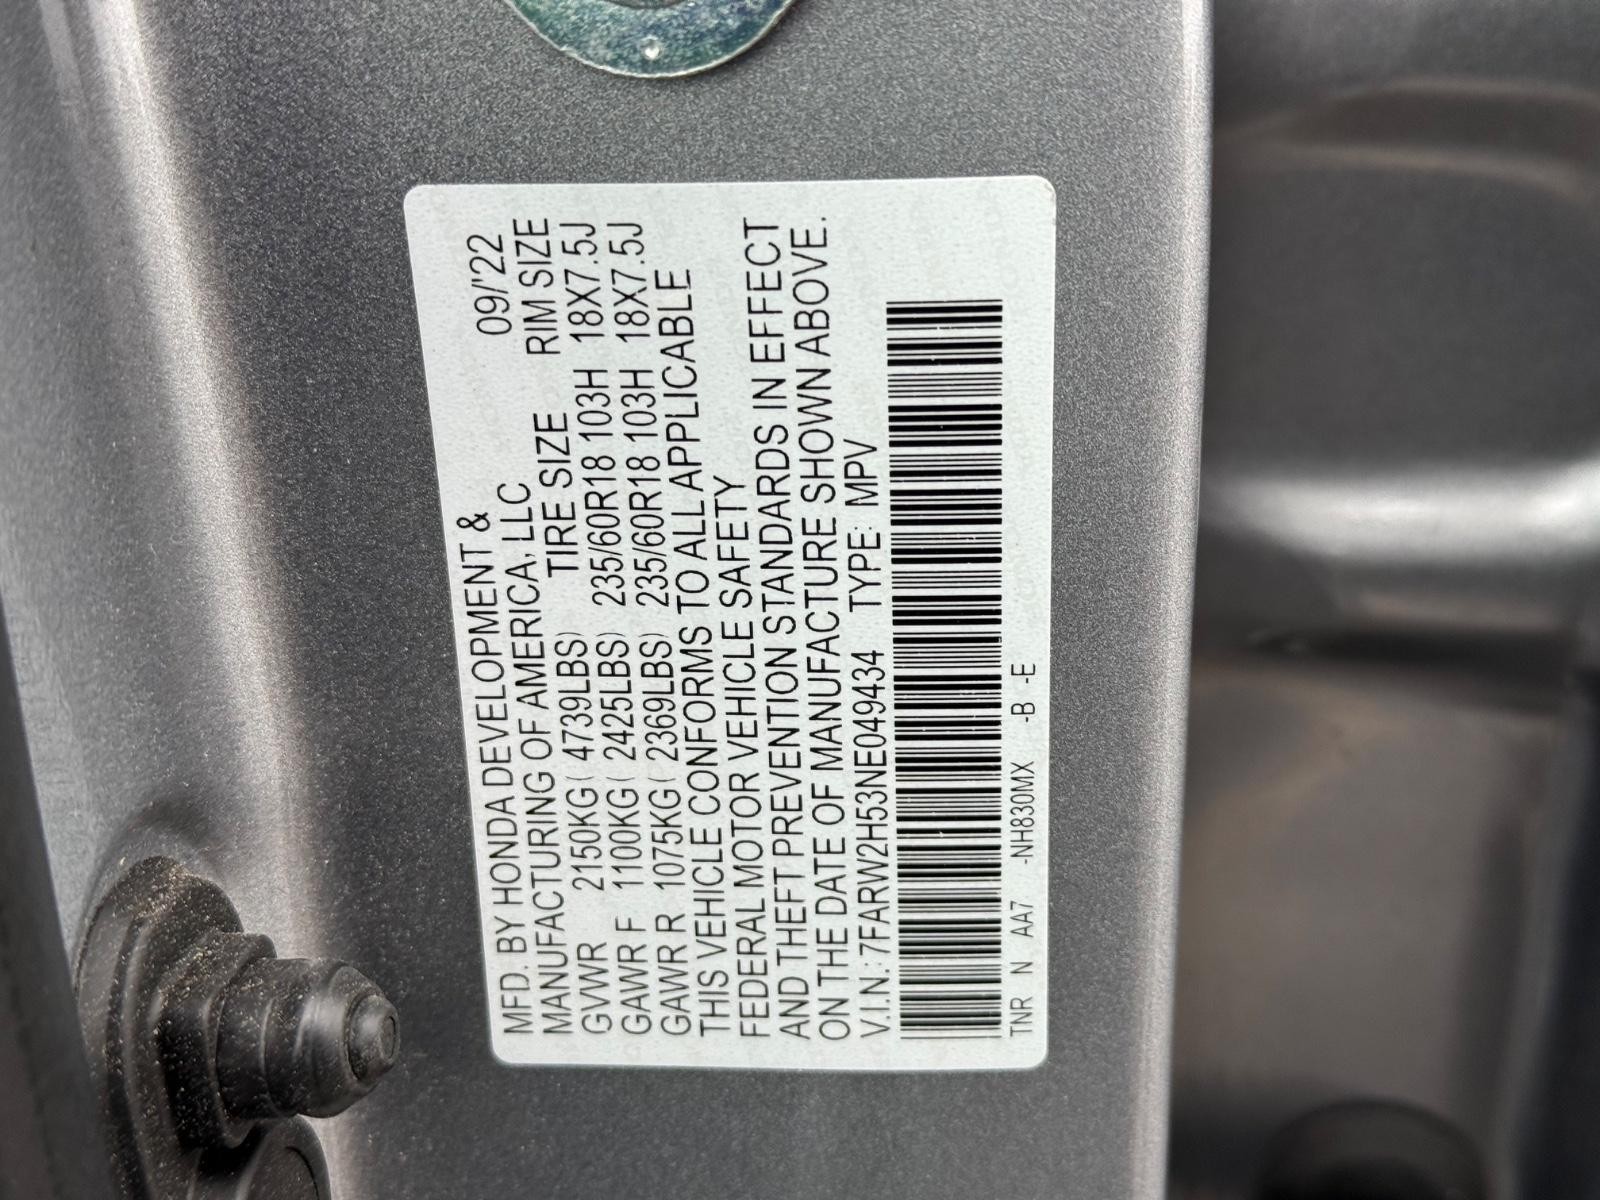 MFD. BY HONDA DEVELOPMENT & 09/'22
MANUFACTURING OF AMERICA, LLC
TIRE SIZE RIM SIZE
GVWR 2150KG( 4739LBS) 235/60R18 103H 18X7.5J
GAWR F 1100KG( 2425LBS) 235/60R18 103H 18X7.5J
GAWR R 1075KG( 2369LBS)
THIS VEHICLE CONFORMS TO ALL APPLICABLE
FEDERAL MOTOR VEHICLE SAFETY
AND THEFT PREVENTION STANDARDS IN EFFECT
ON THE DATE OF MANUFACTURE SHOWN ABOVE.
V.I.N.: 7FARW2H53NE049434 TYPE: MPV
TNR N AA7 -NH830MX -B -E